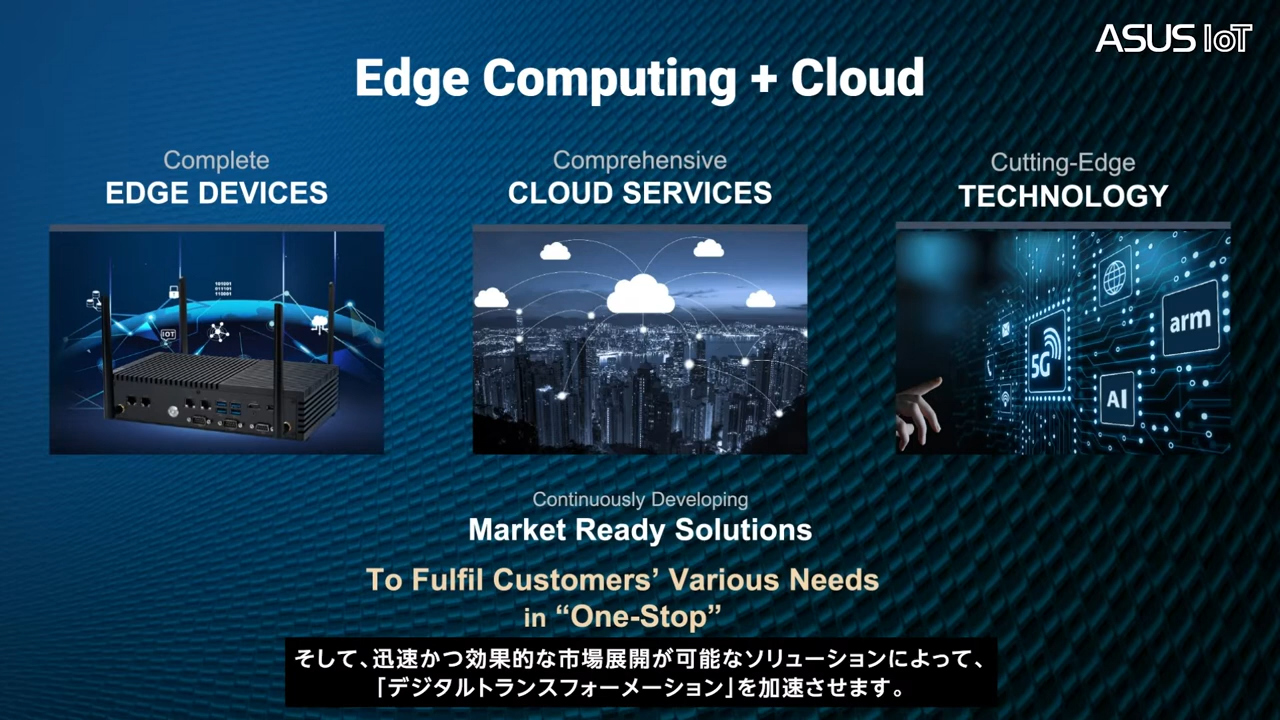 ASUS IoT
Edge Computing + Cloud
Complete
EDGE DEVICES
Comprehensive
CLOUD SERVICES
Cutting-Edge
TECHNOLOGY
101001
011101
110001
IOT
5G
arm
AI
Continuously Developing
Market Ready Solutions
To Fulfil Customers’ Various Needs
in “One-Stop”
そして、迅速かつ効果的な市場展開が可能なソリューションによって、
「デジタルトランスフォーメーション」を加速させます。